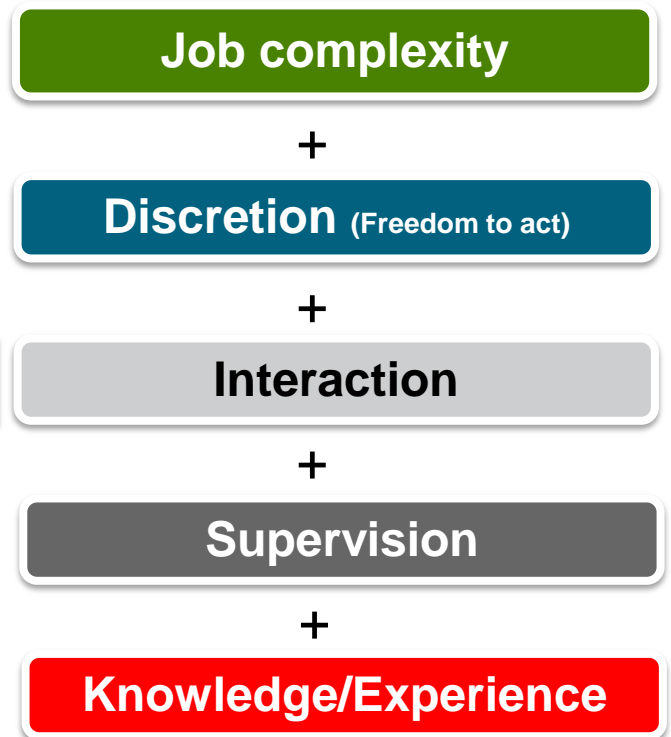 Job complexity
+
Discretion (Freedom to act)
+
Interaction
+
Supervision
+
Knowledge/Experience